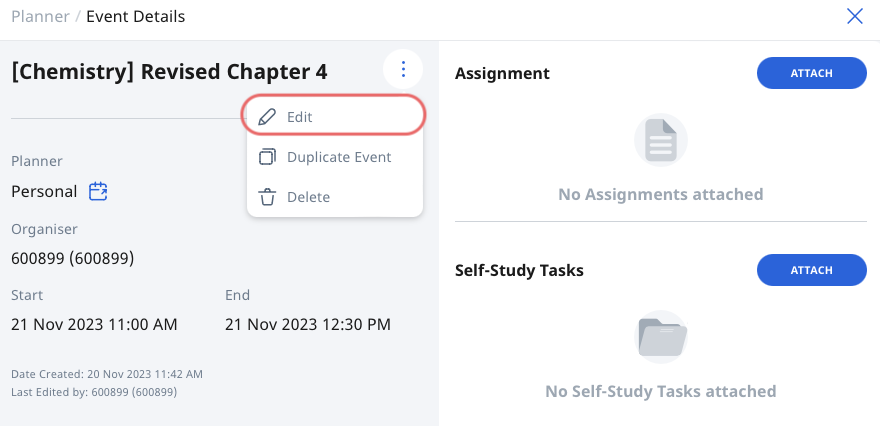 Planner / Event Details
[Chemistry] Revised Chapter 4
Edit
Duplicate Event
Delete
Planner
Personal
Organiser
600899 (600899)
Start
End
21 Nov 2023 11:00 AM
21 Nov 2023 12:30 PM
Date Created: 20 Nov 2023 11:42 AM
Last Edited by: 600899 (600899)
Assignment
ATTACH
No Assignments attached
Self-Study Tasks
ATTACH
No Self-Study Tasks attached